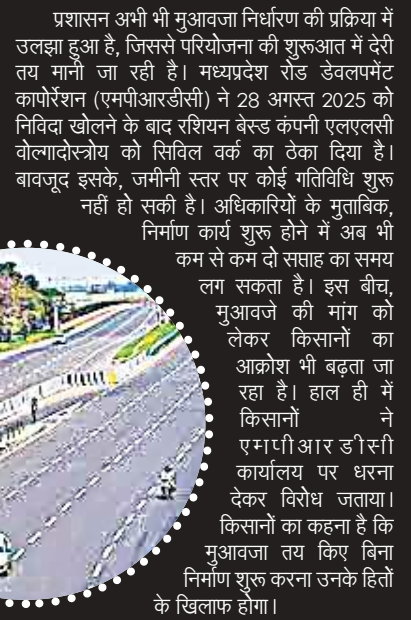 प्रशासन अभी भी मुआवजा निर्धारण की प्रक्रिया में
उलझा हुआ है, जिससे परियोजना की शुरूआत में देरी
तय मानी जा रही है। मध्यप्रदेश रोड डेवलपमेंट
कापोर्रेशन (एमपीआरडीसी) ने 28 अगस्त 2025 को
निविदा खोलने के बाद रशियन बेस्ड कंपनी एलएलसी
वोल्गादोस्त्रोय को सिविल वर्क का ठेका दिया है।
बावजूद इसके, जमीनी स्तर पर कोई गतिविधि शुरू
नहीं हो सकी है। अधिकारियों के मुताबिक,
निर्माण कार्य शुरू होने में अब भी
कम से कम दो सप्ताह का समय
लग सकता है। इस बीच,
मुआवजे की मांग को
लेकर किसानों का
आक्रोश भी बढ़ता जा
रहा है। हाल ही में
किसानों ने
एमपीआरडीसी
कार्यालय पर धरना
देकर विरोध जताया।
किसानों का कहना है कि
मुआवजा तय किए बिना
निर्माण शुरू करना उनके हितों
के खिलाफ होगा।